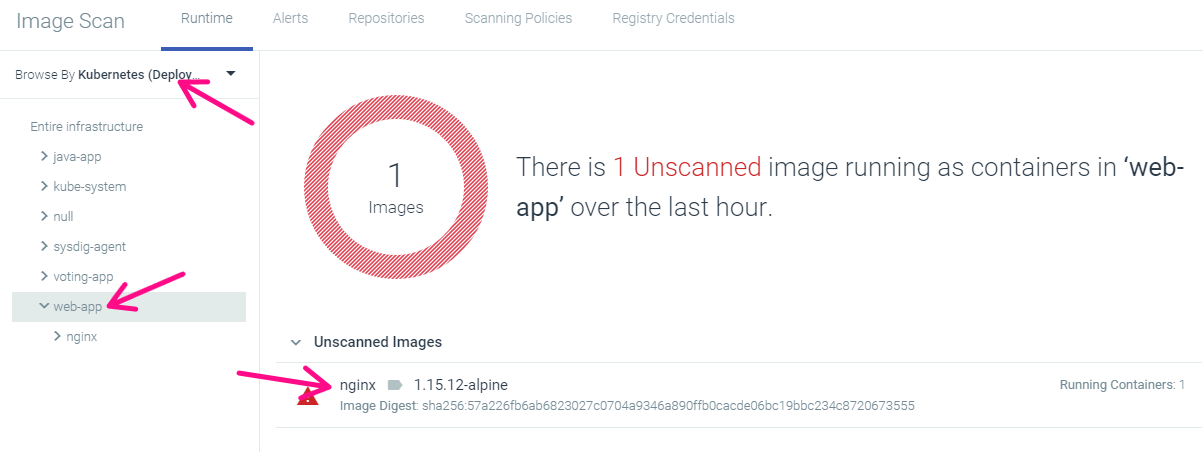 Image Scan
Runtime
Alerts
Repositories
Scanning Policies
Registry Credentials
Browse By Kubernetes (Deploy...
Entire infrastructure
java-app
kube-system
null
sysdig-agent
voting-app
web-app
nginx
1
Images
There is 1 Unscanned image running as containers in ‘web-
app’ over the last hour.
Unscanned Images
nginx 1.15.12-alpine
Running Containers: 1
Image Digest: sha256:57a226fb6ab6823027c0704a9346a890ffb0cacde06bc19bbc234c8720673555